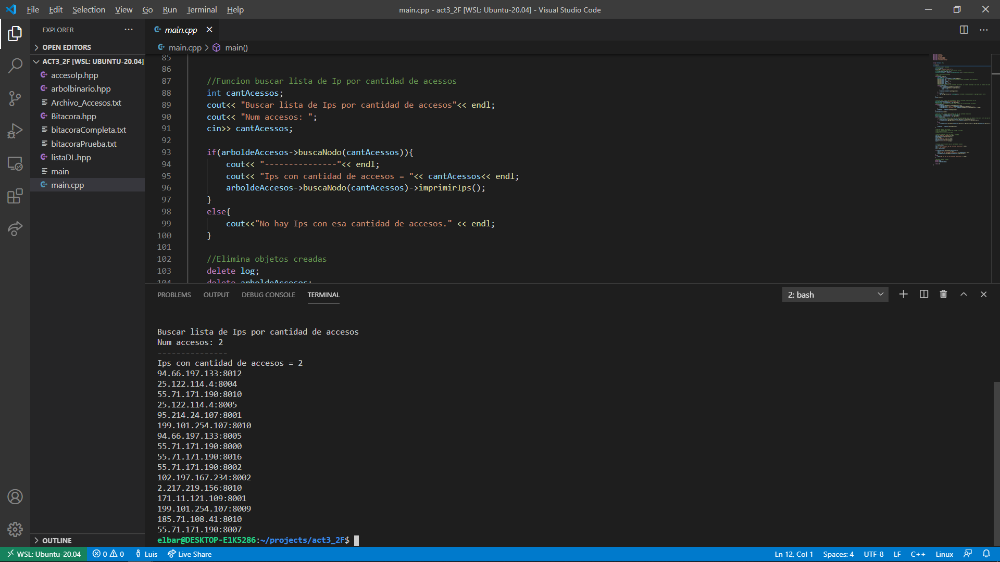 File Edit Selection View Go Run Terminal Help
main.cpp - act3_2F [WSL: Ubuntu-20.04] - Visual Studio Code
EXPLORER
OPEN EDITORS
ACT3_2F [WSL: UBUNTU-20.04]
accesoIp.hpp
arbolbinario.hpp
Archivo_Accesos.txt
Bitacora.hpp
bitacoraCompleta.txt
bitacoraPrueba.txt
listaDL.hpp
main
main.cpp
OUTLINE
main.cpp
main.cpp > main()
85
86
87 //Funcion buscar lista de Ip por cantidad de acessos
88 int cantAcessos;
89 cout<< "Buscar lista de Ips por cantidad de accesos"<< endl;
90 cout<< "Num accesos: ";
91 cin>> cantAcessos;
92
93 if(arboldeAccesos->buscaNodo(cantAcessos)){
94 cout<< "---------------"<< endl;
95 cout<< "Ips con cantidad de accesos = "<< cantAcessos<< endl;
96 arboldeAccesos->buscaNodo(cantAcessos)->imprimirIps();
97 }
98 else{
99 cout<<"No hay Ips con esa cantidad de accesos." << endl;
100 }
101
102 //Elimina objetos creadas
103 delete log;
104 delete arboldeAccesos;
PROBLEMS OUTPUT DEBUG CONSOLE TERMINAL
2: bash
Buscar lista de Ips por cantidad de accesos
Num accesos: 2
---------------
Ips con cantidad de accesos = 2
94.66.197.133:8012
25.122.114.4:8004
55.71.171.190:8010
25.122.114.4:8005
95.214.24.107:8001
199.101.254.107:8010
94.66.197.133:8005
55.71.171.190:8000
55.71.171.190:8016
55.71.171.190:8002
102.197.167.234:8002
2.217.219.156:8010
171.11.121.109:8001
199.101.254.107:8009
185.71.108.41:8010
55.71.171.190:8007
elbar@DESKTOP-E1K5286:~/projects/act3_2F$
WSL: Ubuntu-20.04 0 0 Luis Live Share
Ln 12, Col 1 Spaces: 4 UTF-8 LF C++ Linux